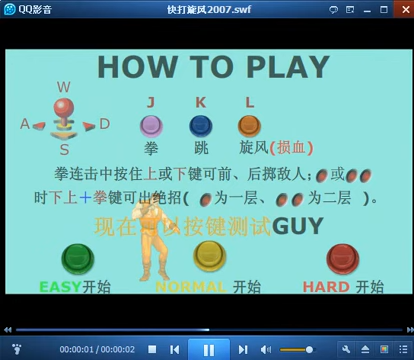 QQ影音
快打旋风2007.swf
HOW TO PLAY
W
J K L
A D
S
拳 跳 旋风(损血)
拳连击中按住上或下键可前、后掷敌人;或
时下上+拳键可出绝招( 为一层、 为二层 )。
现在可以按键测试GUY
EASY开始 NORMAL 开始 HARD 开始
00:00:01 / 00:00:02